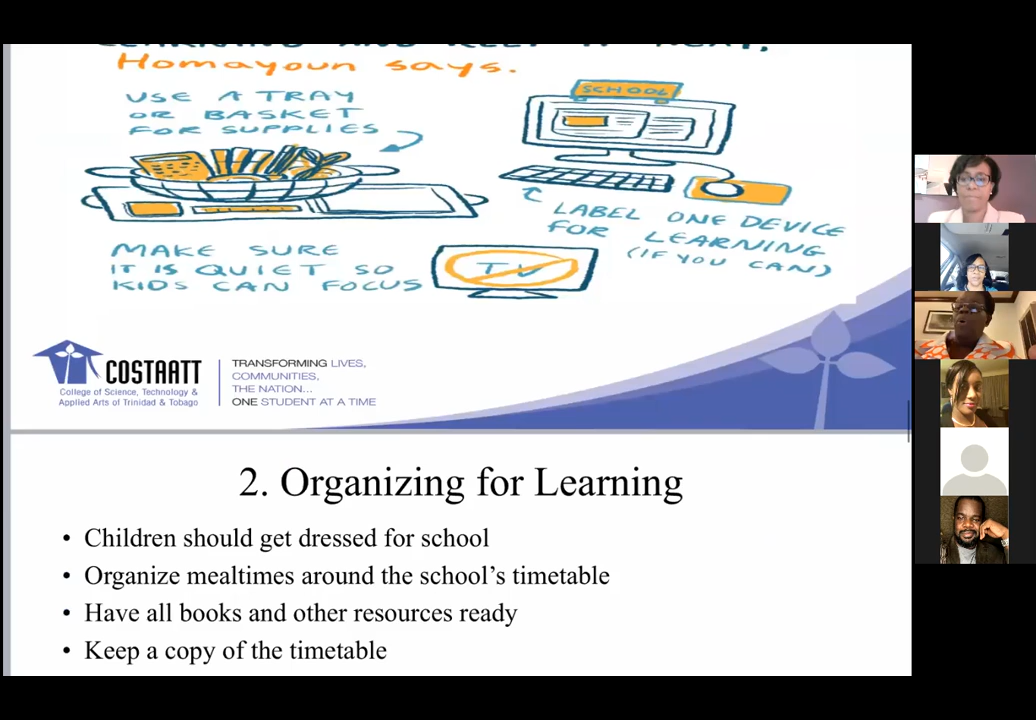 Homayoun says.
USE A TRAY
OR BASKET
FOR SUPPLIES
SCHOOL
LABEL ONE DEVICE
FOR LEARNING
(IF YOU CAN)
MAKE SURE
IT IS QUIET SO
KIDS CAN FOCUS
TV
COSTAATT
College of Science, Technology &
Applied Arts of Trinidad & Tobago
TRANSFORMING LIVES,
COMMUNITIES,
THE NATION...
ONE STUDENT AT A TIME
2. Organizing for Learning
• Children should get dressed for school
• Organize mealtimes around the school's timetable
• Have all books and other resources ready
• Keep a copy of the timetable